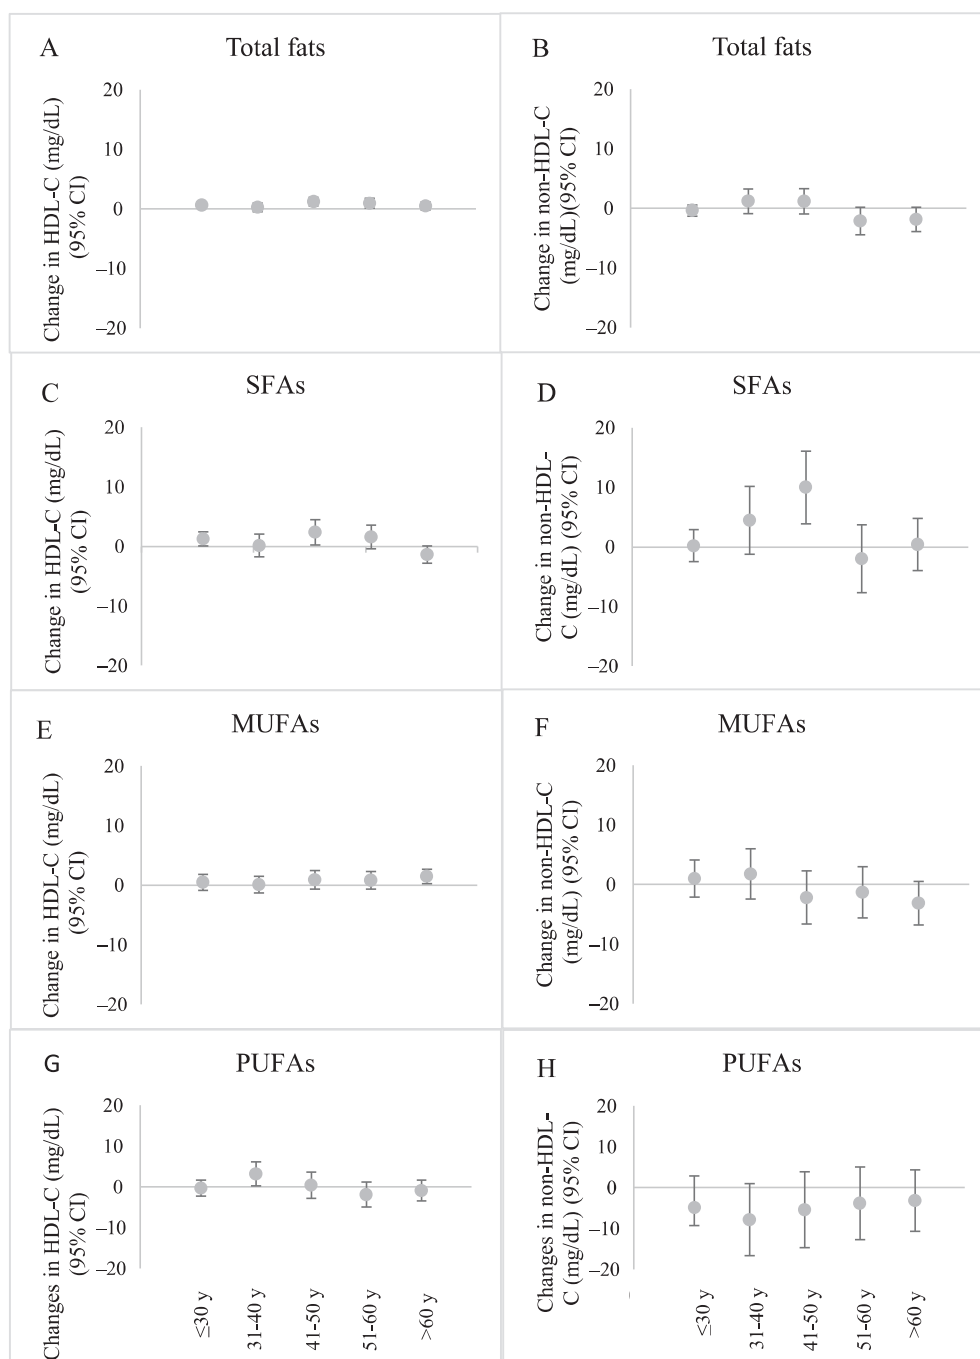 A
Total fats
Change in HDL-C (mg/dL)
(95% CI)
20
10
0
–10
–20
B
Total fats
Change in non-HDL-C
(mg/dL)(95% CI)
20
10
0
–10
–20
C
SFAs
Change in HDL-C (mg/dL)
(95% CI)
20
10
0
–10
–20
D
SFAs
Change in non-HDL-
C (mg/dL) (95% CI)
20
10
0
–10
–20
E
MUFAs
Change in HDL-C (mg/dL)
(95% CI)
20
10
0
–10
–20
F
MUFAs
Change in non-HDL-C
(mg/dL) (95% CI)
20
10
0
–10
–20
G
PUFAs
Changes in HDL-C (mg/dL)
(95% CI)
20
10
0
–10
–20
≤30 y
31-40 y
41-50 y
51-60 y
>60 y
H
PUFAs
Changes in non-HDL-
C (mg/dL) (95% CI)
20
10
0
–10
–20
≤30 y
31-40 y
41-50 y
51-60 y
>60 y